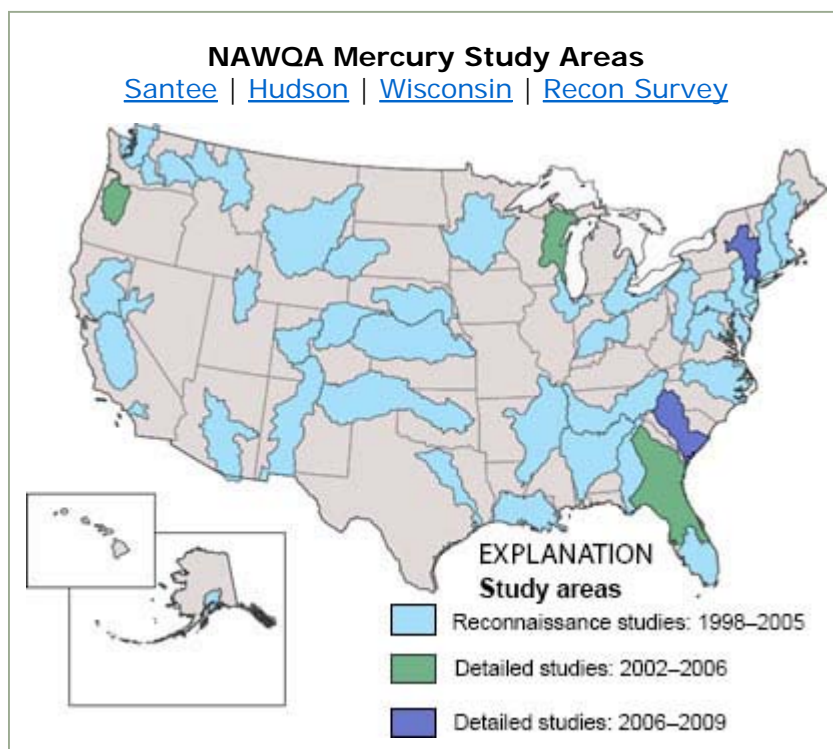 NAWQA Mercury Study Areas
Santee | Hudson | Wisconsin | Recon Survey
EXPLANATION
Study areas
Reconnaissance studies: 1998–2005
Detailed studies: 2002–2006
Detailed studies: 2006–2009